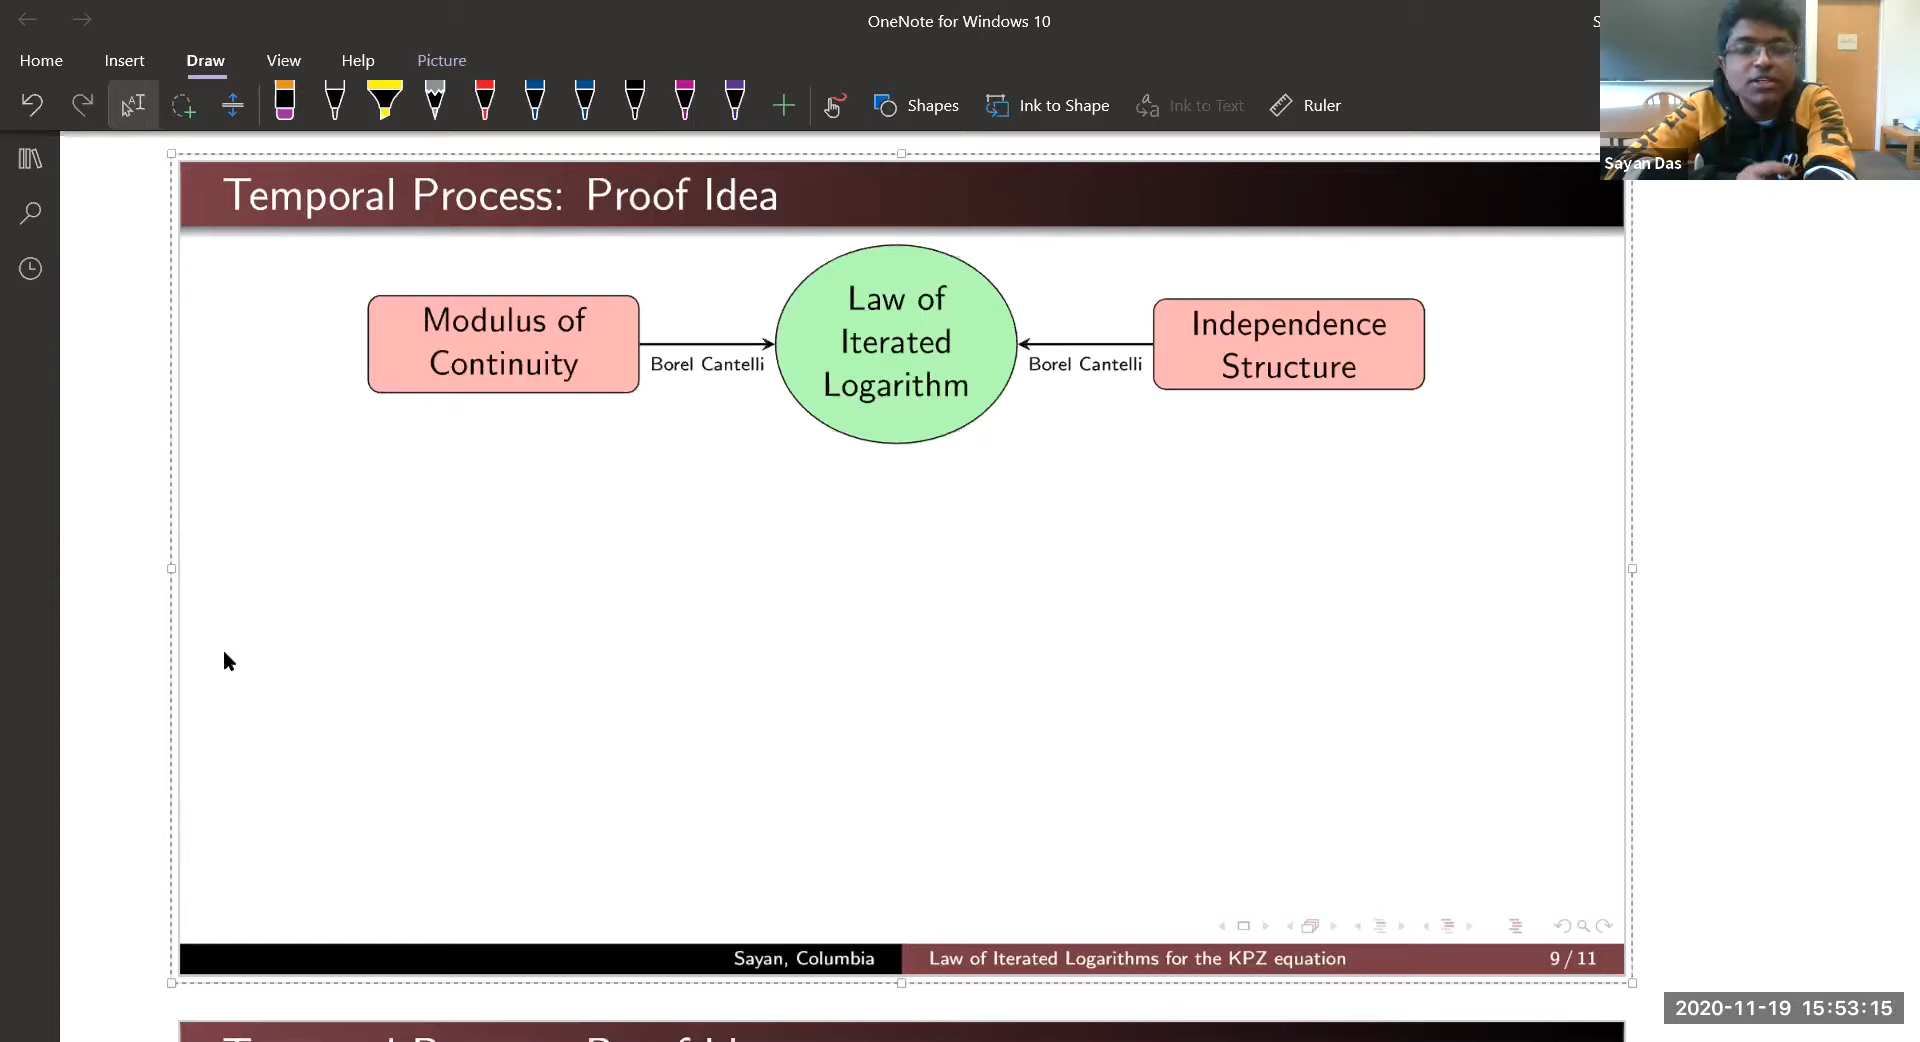 OneNote for Windows 10
S
Home Insert Draw View Help Picture
Shapes Ink to Shape Ink to Text Ruler
Sayan Das
Temporal Process: Proof Idea
Modulus of
Continuity
Borel Cantelli
Law of
Iterated
Logarithm
Borel Cantelli
Independence
Structure
Sayan, Columbia Law of Iterated Logarithms for the KPZ equation 9 / 11
2020-11-19 15:53:15